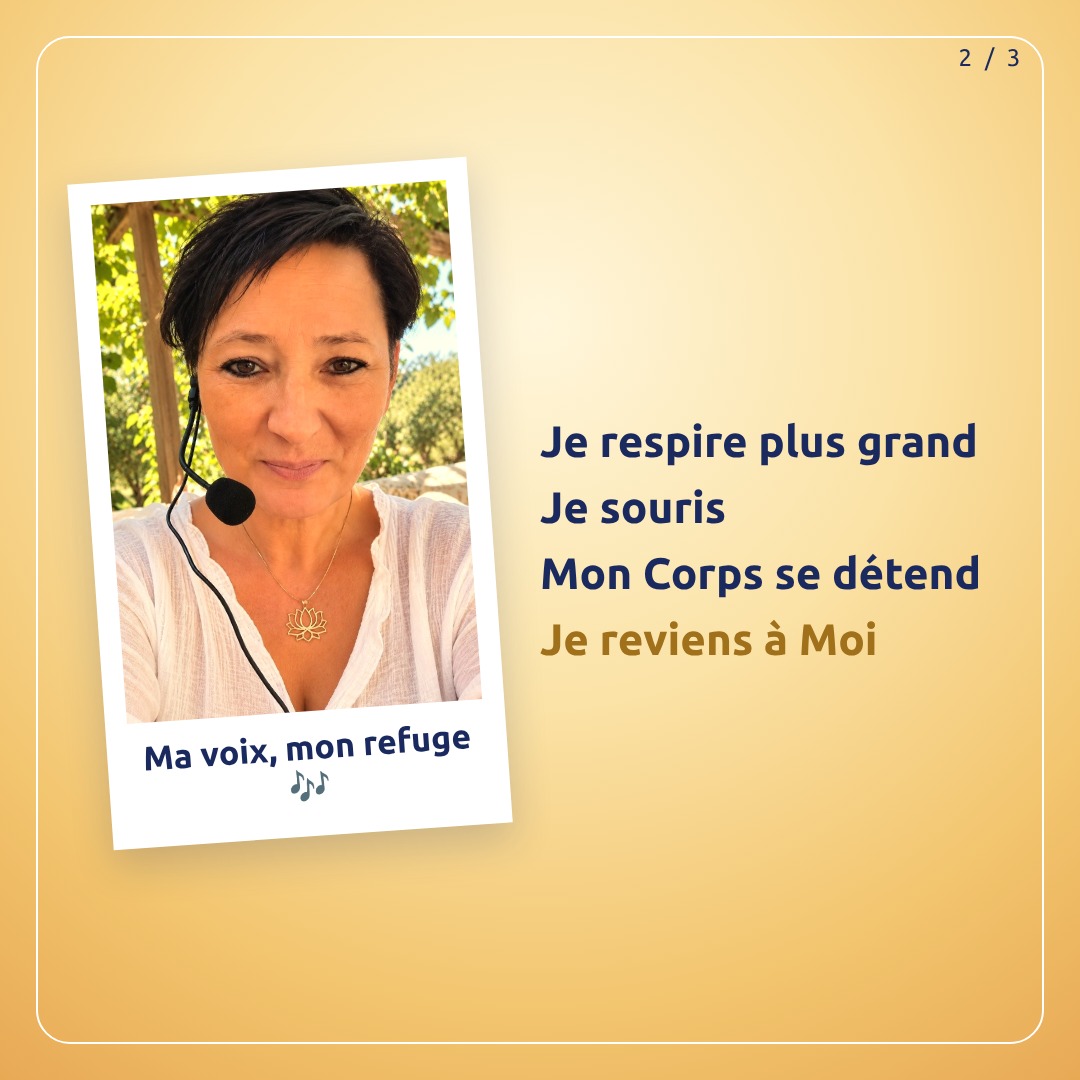 2 / 3
Je respire plus grand
Je souris
Mon Corps se détend
Je reviens à Moi
Ma voix, mon refuge
🎶